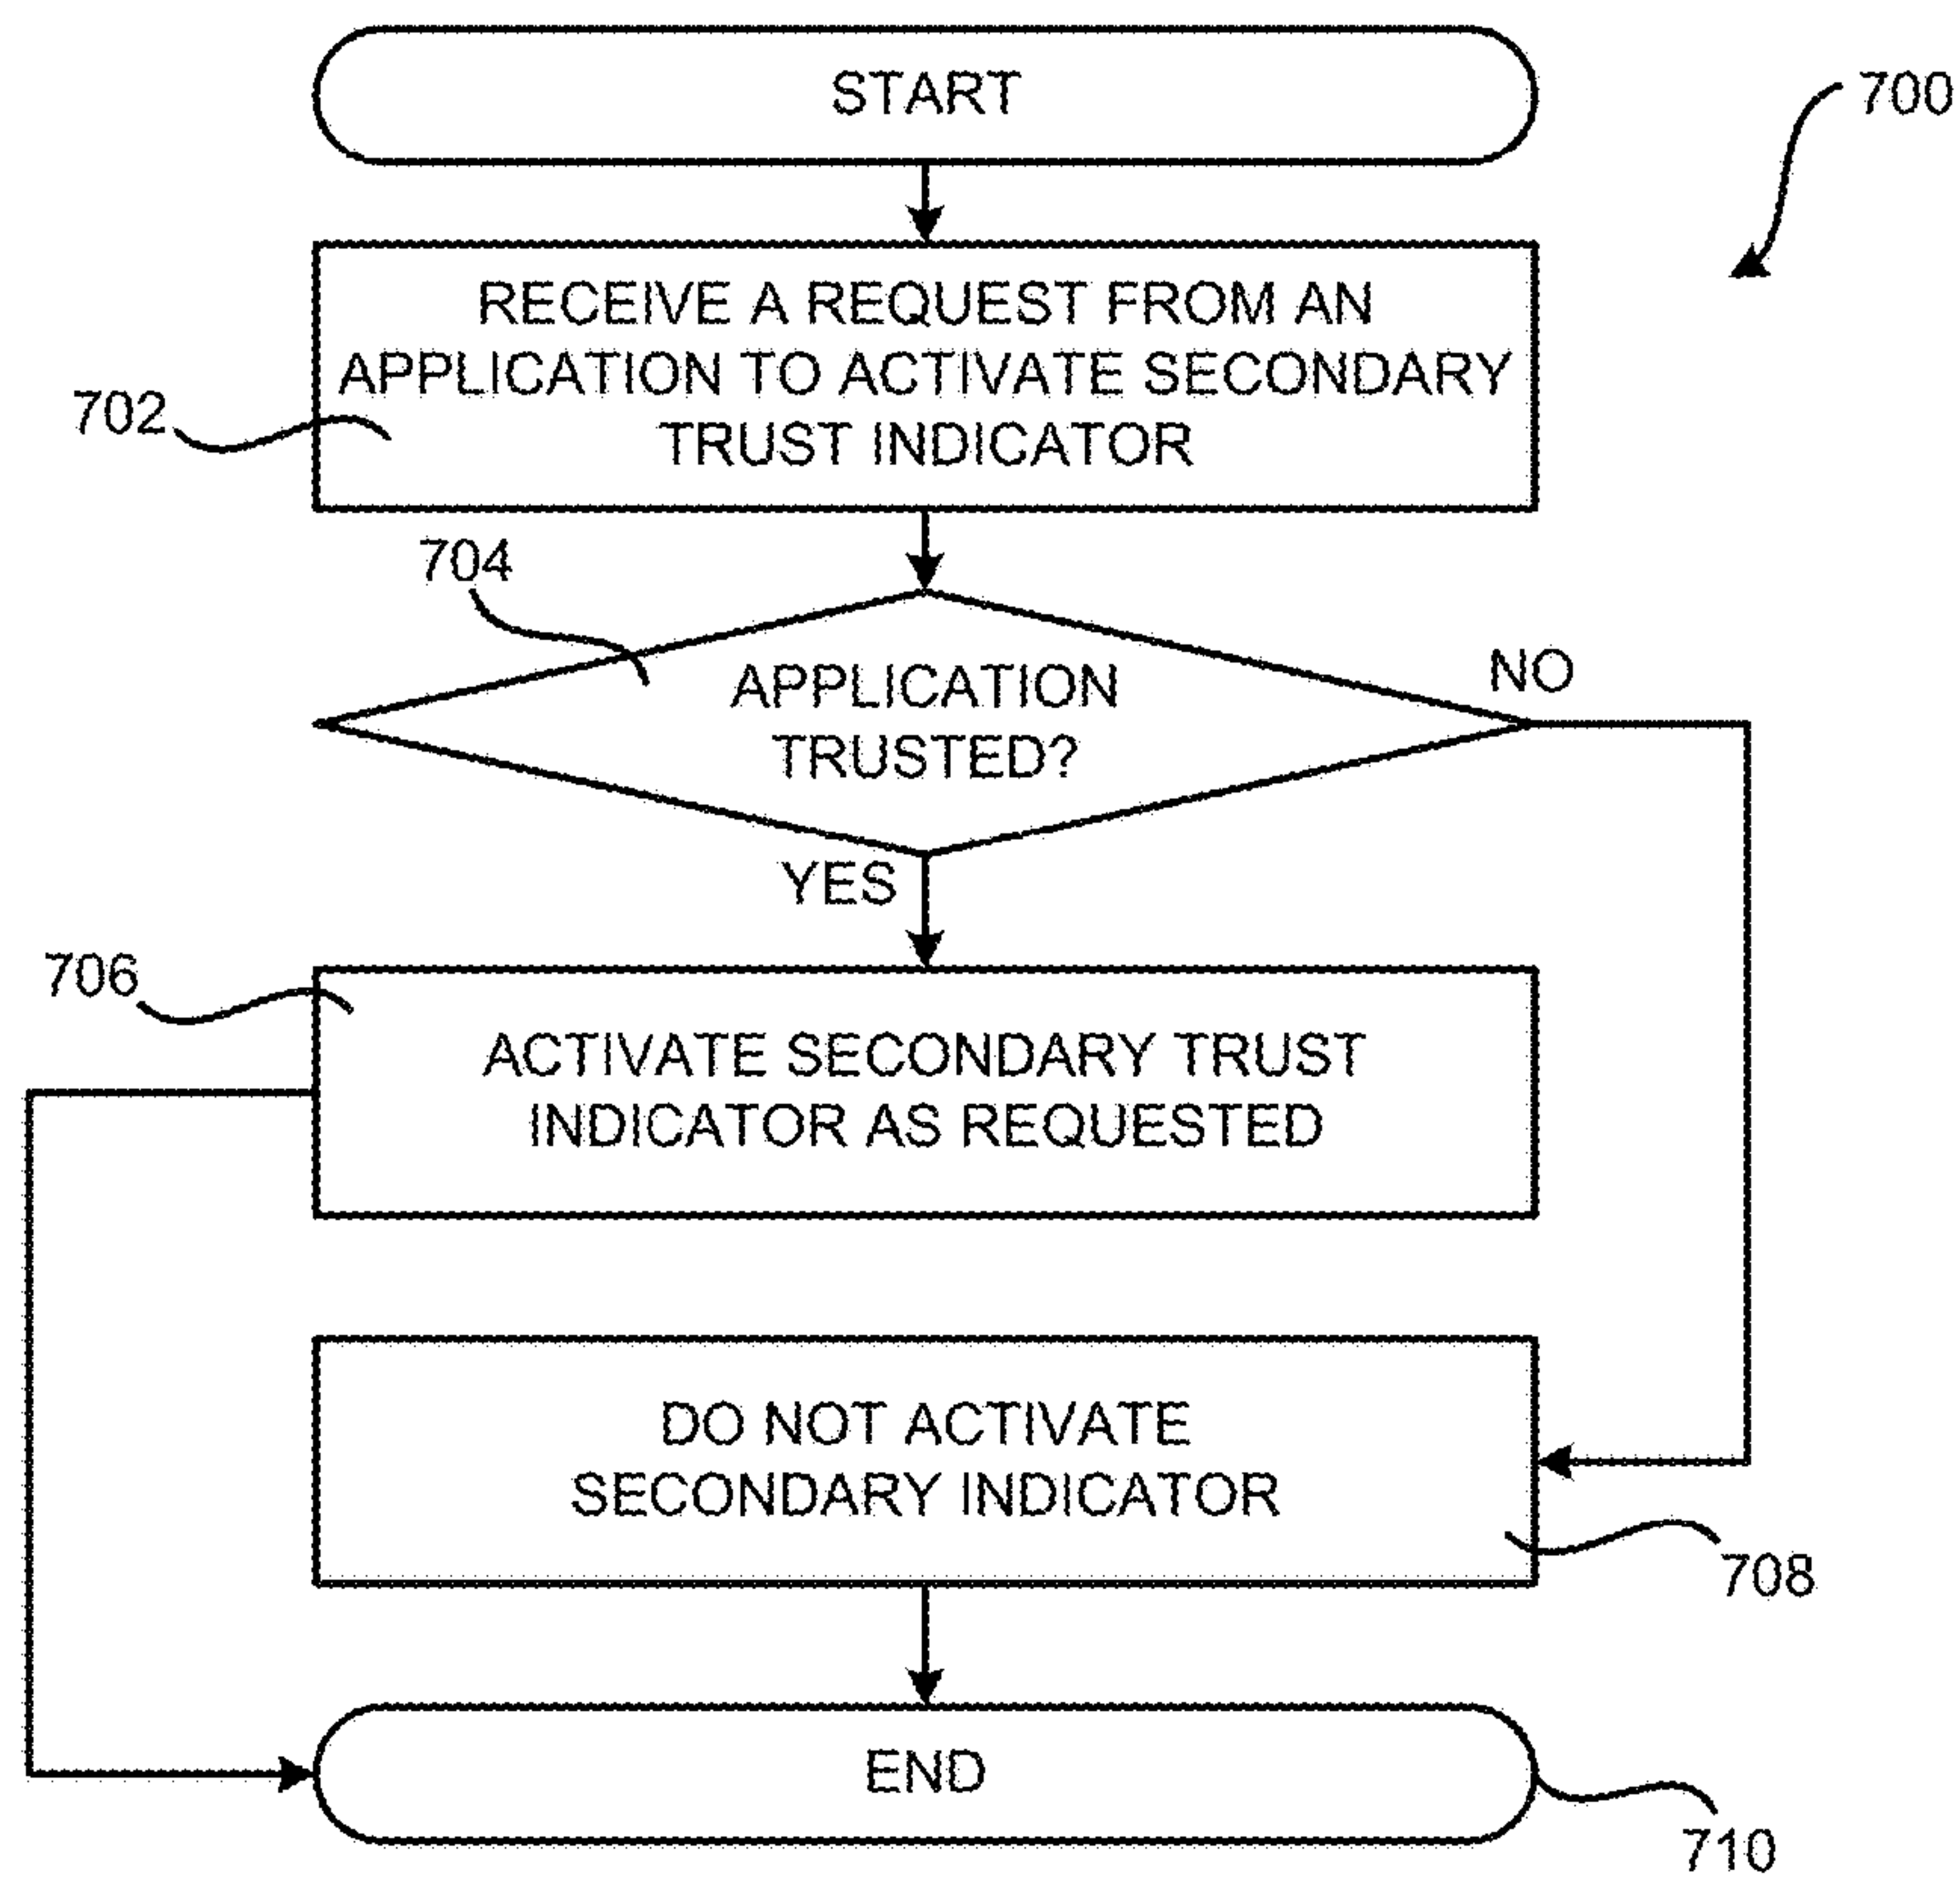 START
700
RECEIVE A REQUEST FROM AN
APPLICATION TO ACTIVATE SECONDARY
TRUST INDICATOR
702
704
APPLICATION
TRUSTED?
NO
YES
706
ACTIVATE SECONDARY TRUST
INDICATOR AS REQUESTED
DO NOT ACTIVATE
SECONDARY INDICATOR
708
END
710